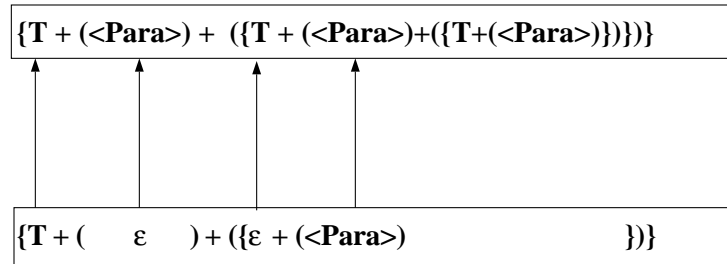 {T + (<Para>) + ({T + (<Para>)+({T+(<Para>)})})}
{T + ( ε ) + ({ε + (<Para>) })}